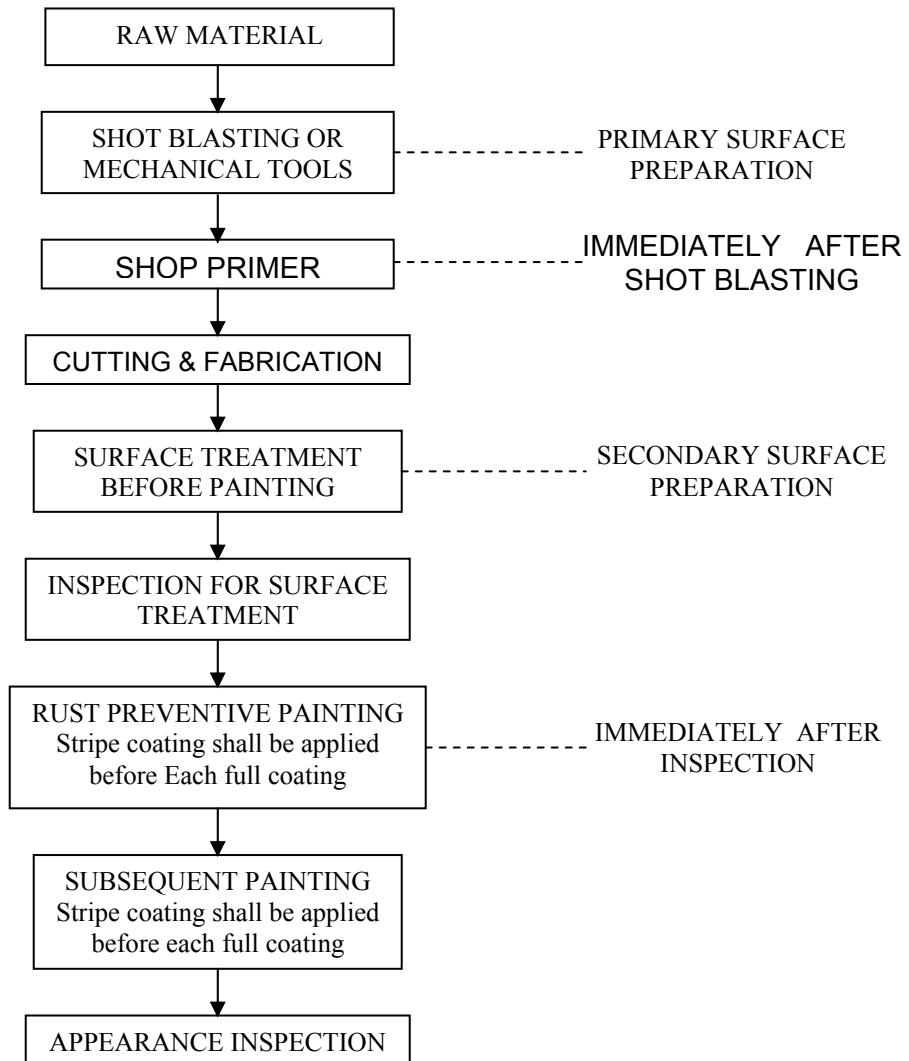 RAW MATERIAL
SHOT BLASTING OR
MECHANICAL TOOLS
PRIMARY SURFACE
PREPARATION
SHOP PRIMER
IMMEDIATELY AFTER
SHOT BLASTING
CUTTING & FABRICATION
SURFACE TREATMENT
BEFORE PAINTING
SECONDARY SURFACE
PREPARATION
INSPECTION FOR SURFACE
TREATMENT
RUST PREVENTIVE PAINTING
Stripe coating shall be applied
before Each full coating
IMMEDIATELY AFTER
INSPECTION
SUBSEQUENT PAINTING
Stripe coating shall be applied
before each full coating
APPEARANCE INSPECTION